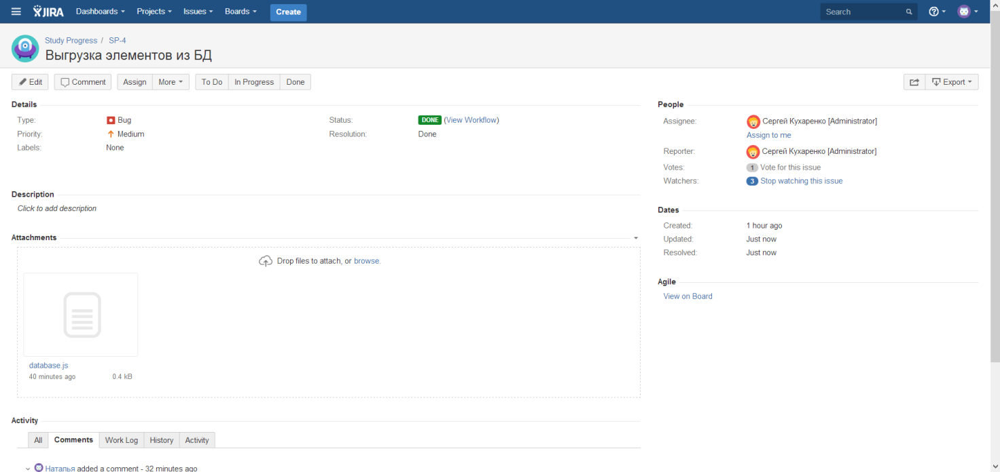 JIRA Dashboards Projects Issues Boards Create Search
Study Progress / SP-4
Выгрузка элементов из БД
Edit Comment Assign More To Do In Progress Done Export
Details
Type: Bug Status: DONE (View Workflow)
Priority: Medium Resolution: Done
Labels: None
Description
Click to add description
Attachments
Drop files to attach, or browse.
database.js
40 minutes ago 0.4 kB
Activity
All Comments Work Log History Activity
Наталья added a comment - 32 minutes ago
People
Assignee: Сергей Кухаренко [Administrator]
Assign to me
Reporter: Сергей Кухаренко [Administrator]
Votes: 1 Vote for this issue
Watchers: 3 Stop watching this issue
Dates
Created: 1 hour ago
Updated: Just now
Resolved: Just now
Agile
View on Board